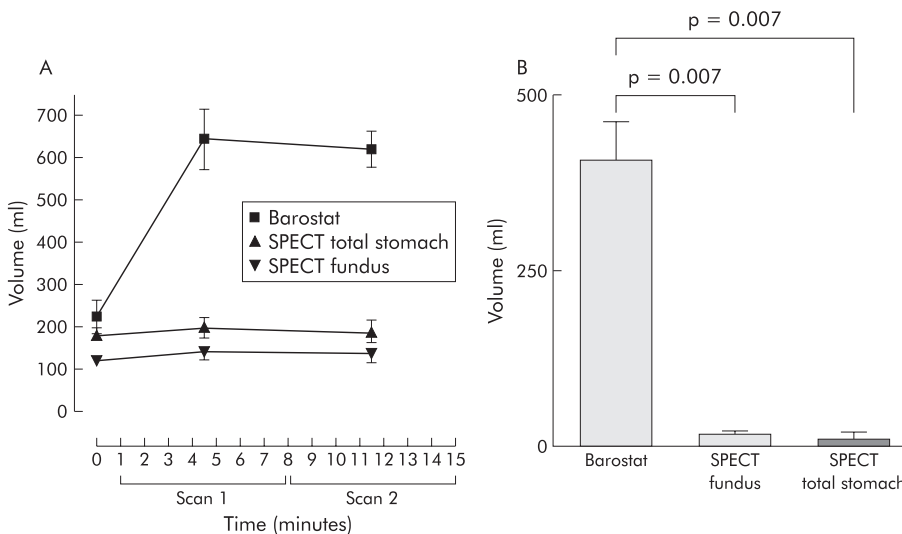 A
Volume (ml)
700
600
500
400
300
200
100
0
Barostat
SPECT total stomach
SPECT fundus
0 1 2 3 4 5 6 7 8 9 10 11 12 13 14 15
Scan 1 Scan 2
Time (minutes)
B
p = 0.007
p = 0.007
Volume (ml)
500
250
0
Barostat SPECT SPECT
fundus total stomach